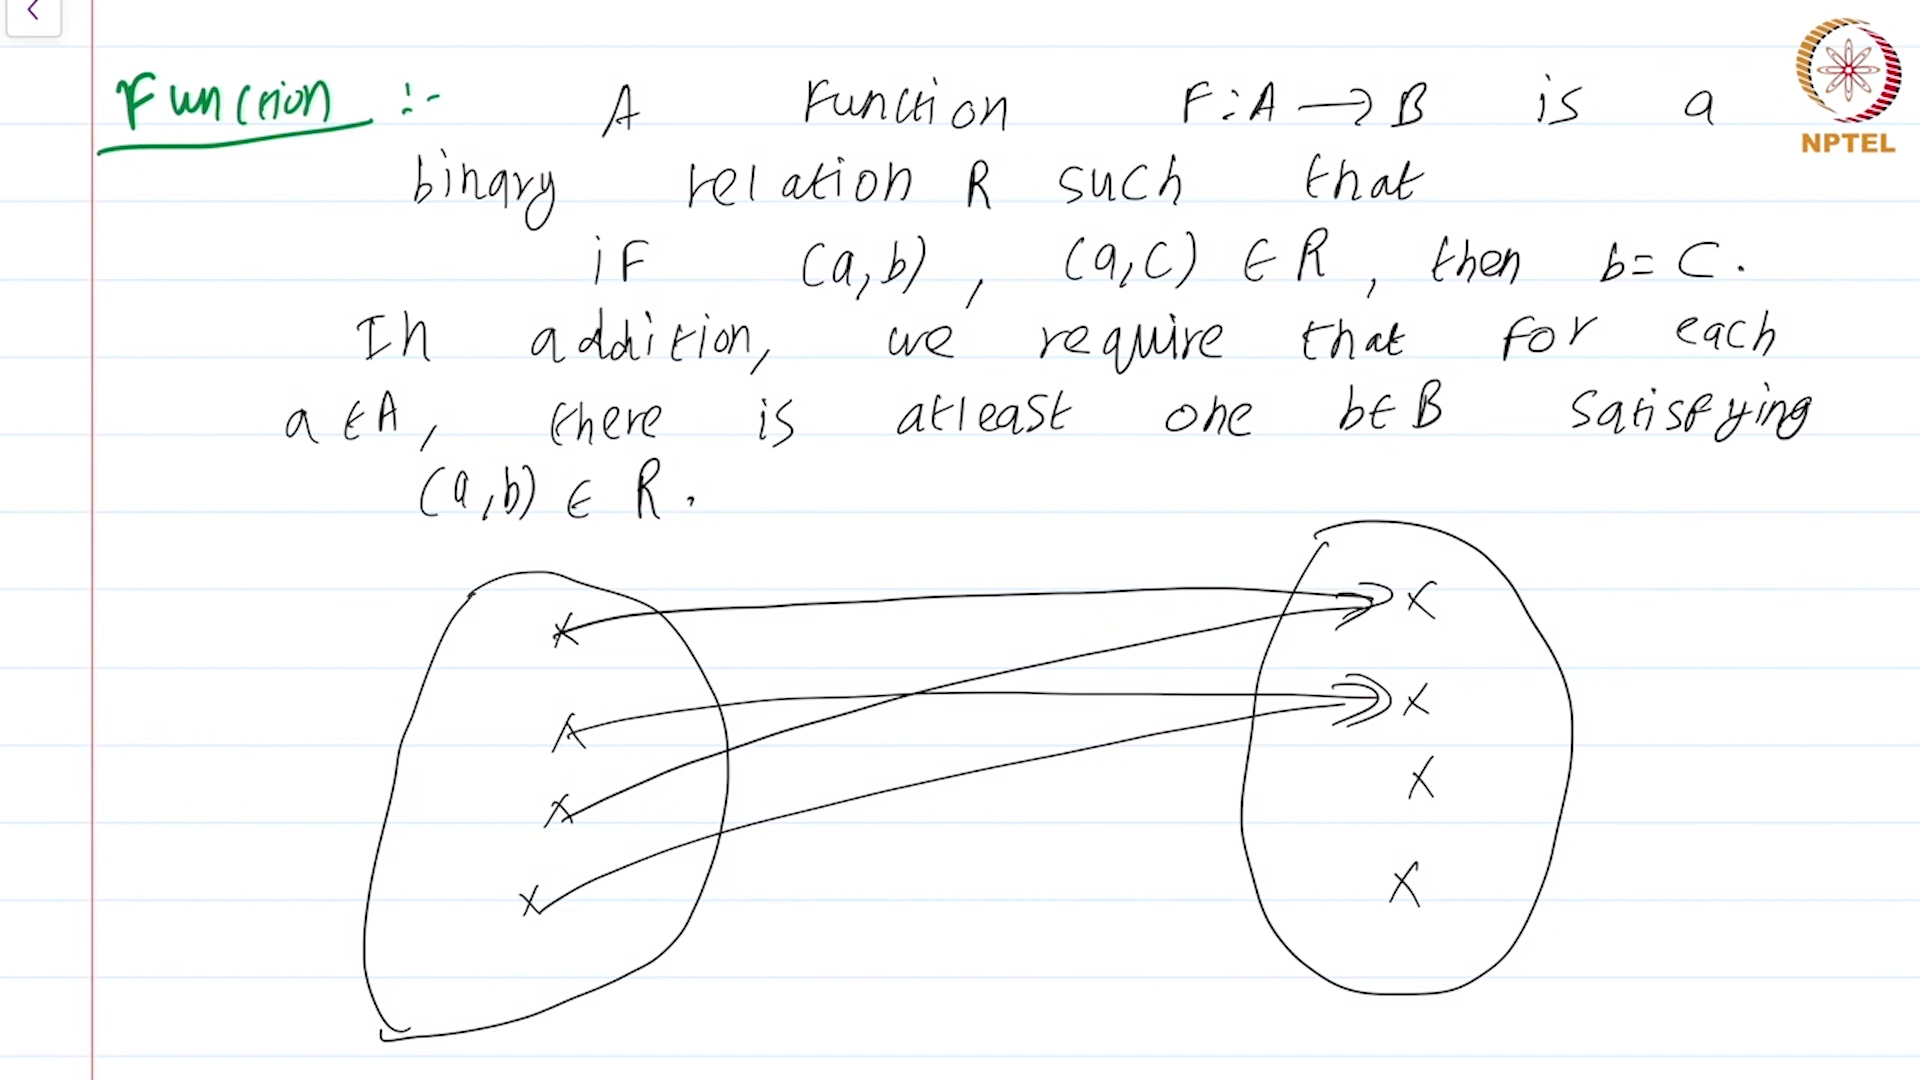 Function :- A Function F : A → B is a
NPTEL
binary relation R such that
if (a,b), (a,c) ∈ R, then b = c.
In addition, we require that for each
a ∈ A, there is atleast one b ∈ B satisfying
(a,b) ∈ R.